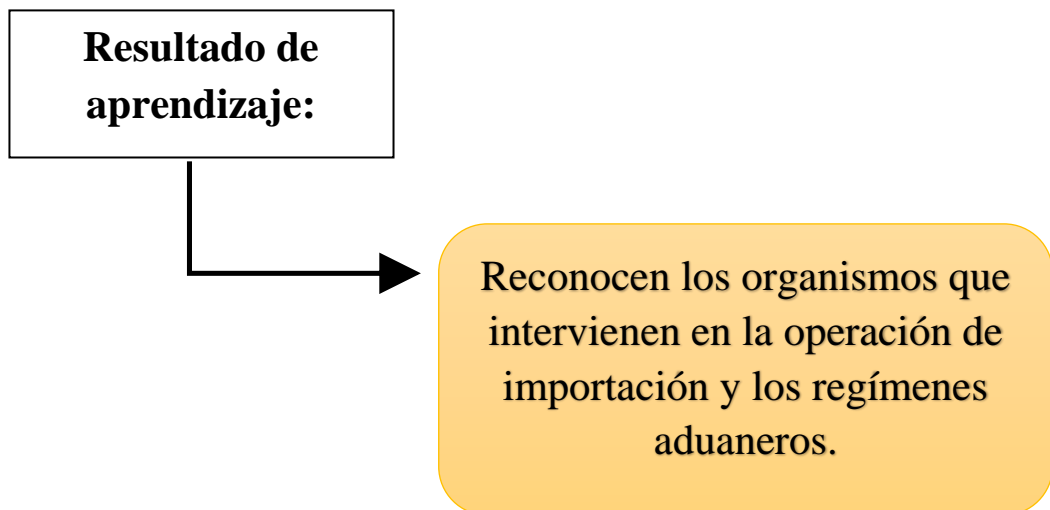 Resultado de
aprendizaje:
Reconocen los organismos que
intervienen en la operación de
importación y los regímenes
aduaneros.